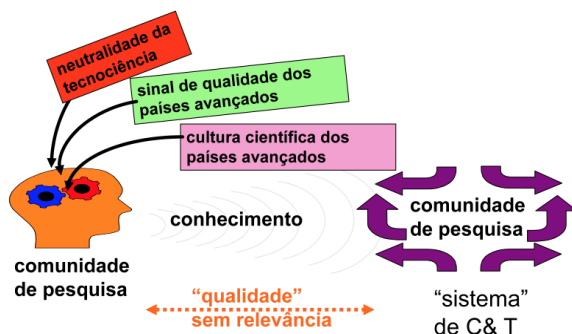 neutralidade da
tecnociência
sinal de qualidade dos
países avançados
cultura científica dos
países avançados
conhecimento
comunidade
de pesquisa
comunidade
de pesquisa
“qualidade”
sem relevância
“sistema”
de C& T